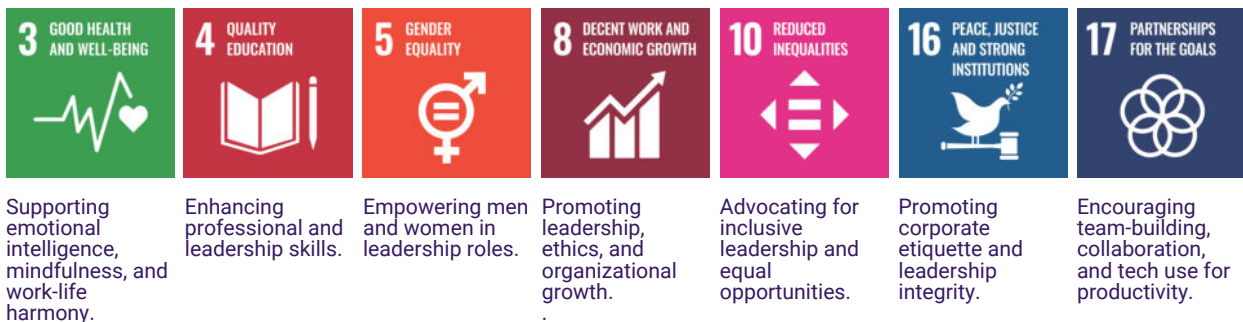 3 GOOD HEALTH
AND WELL-BEING
4 QUALITY
EDUCATION
5 GENDER
EQUALITY
8 DECENT WORK AND
ECONOMIC GROWTH
10 REDUCED
INEQUALITIES
16 PEACE, JUSTICE
AND STRONG
INSTITUTIONS
17 PARTNERSHIPS
FOR THE GOALS
Supporting
emotional
intelligence,
mindfulness, and
work-life
harmony.
Enhancing
professional and
leadership skills.
Empowering men
and women in
leadership roles.
Promoting
leadership,
ethics, and
organizational
growth.
.
Advocating for
inclusive
leadership and
equal
opportunities.
Promoting
corporate
etiquette and
leadership
integrity.
Encouraging
team-building,
collaboration,
and tech use for
productivity.